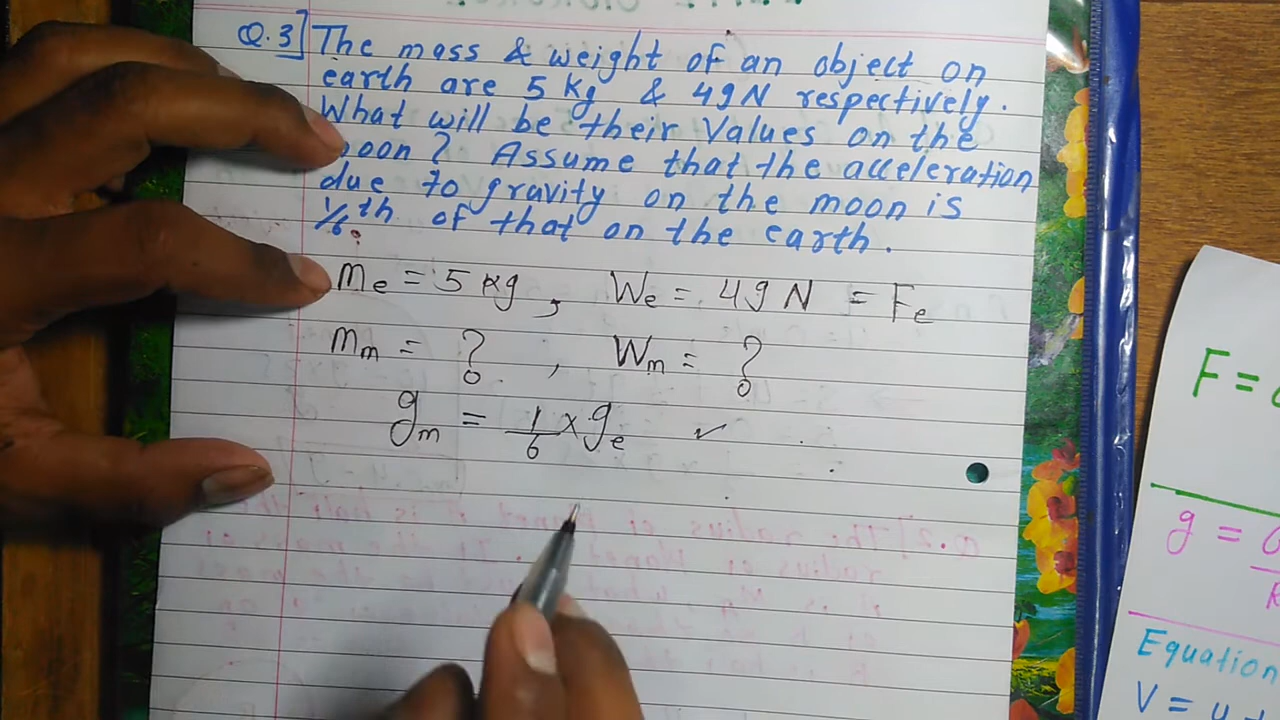 Q.3] The mass & weight of an object on
earth are 5 kg & 49N respectively.
What will be their Values on the
moon? Assume that the acceleration
due to gravity on the moon is
1/6th of that on the earth.
me = 5 kg, We = 49 N = Fe
mm = ? , Wm = ?
gm = 1/6 × ge ✓
F =
g =
Equation
V = u +